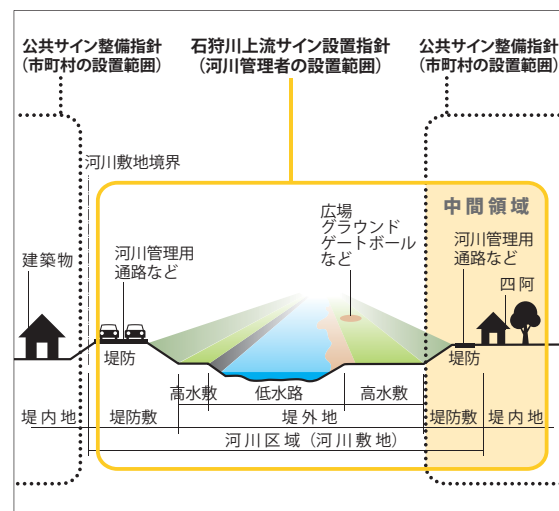 公共サイン整備指針
（市町村の設置範囲）
石狩川上流サイン設置指針
（河川管理者の設置範囲）
公共サイン整備指針
（市町村の設置範囲）
河川敷地境界
中間領域
広場
グラウンド
ゲートボール
など
建築物
河川管理用
通路など
河川管理用
通路など
四阿
堤防
堤防
高水敷
低水路
高水敷
堤内地
堤防敷
堤外地
堤防敷
堤内地
河川区域（河川敷地）